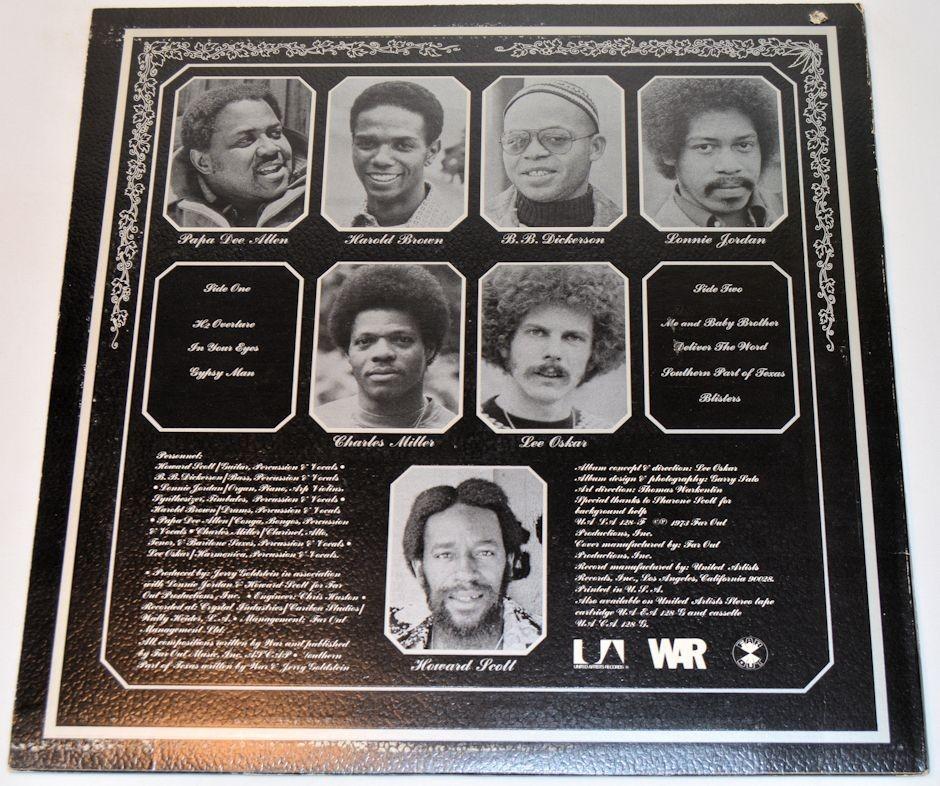 Papa Dee Allen
Harold Brown
B.B. Dickerson
Lonnie Jordan
Side One
H2 Overture
In Your Eyes
Gypsy Man
Charles Miller
Lee Oskar
Side Two
Me and Baby Brother
Deliver The Word
Southern Part of Texas
Blisters
Personnel:
Howard Scott/Guitar, Percussion & Vocals •
B.B. Dickerson/Bass, Percussion & Vocals
• Lonnie Jordan/Organ, Piano, Arp Violins
Synthesizer, Timbales, Percussion & Vocals •
Harold Brown/Drums, Percussion & Vocals
• Papa Dee Allen/Conga, Bongos, Percussion
& Vocals • Charles Miller/Clarinet, Alto,
Tenor, & Baritone Saxes, Percussion & Vocals •
Lee Oskar/Harmonica, Percussion & Vocals.
• Produced by: Jerry Goldstein in association
with Lonnie Jordan & Howard Scott for Far
Out Productions, Inc. • Engineer: Chris Huston •
Recorded at: Crystal Industries/Caribou Studios/
Wally Heider, L.A. • Management: Far Out
Management Ltd.
All compositions written by War and published
by Far Out Music, Inc. ASCAP • Southern
Part of Texas written by War & Jerry Goldstein
Howard Scott
Album concept & direction: Lee Oskar
Album design & photography: Garry
Art direction: Thomas Warkentin
Special thanks to Sharone Scott for
background help
UA-LA 128-F ©℗ 1973 Far Out
Productions, Inc.
Cover manufactured by: Far Out
Productions, Inc.
Record manufactured by: United Artists
Records, Inc., Los Angeles, California 90028.
Printed in U.S.A.
Also available on United Artists Stereo tape
cartridge UA-EA 128-G and cassette
UA-CA 128-G.
UA
UNITED ARTISTS RECORDS
WAR
FAR
OUT